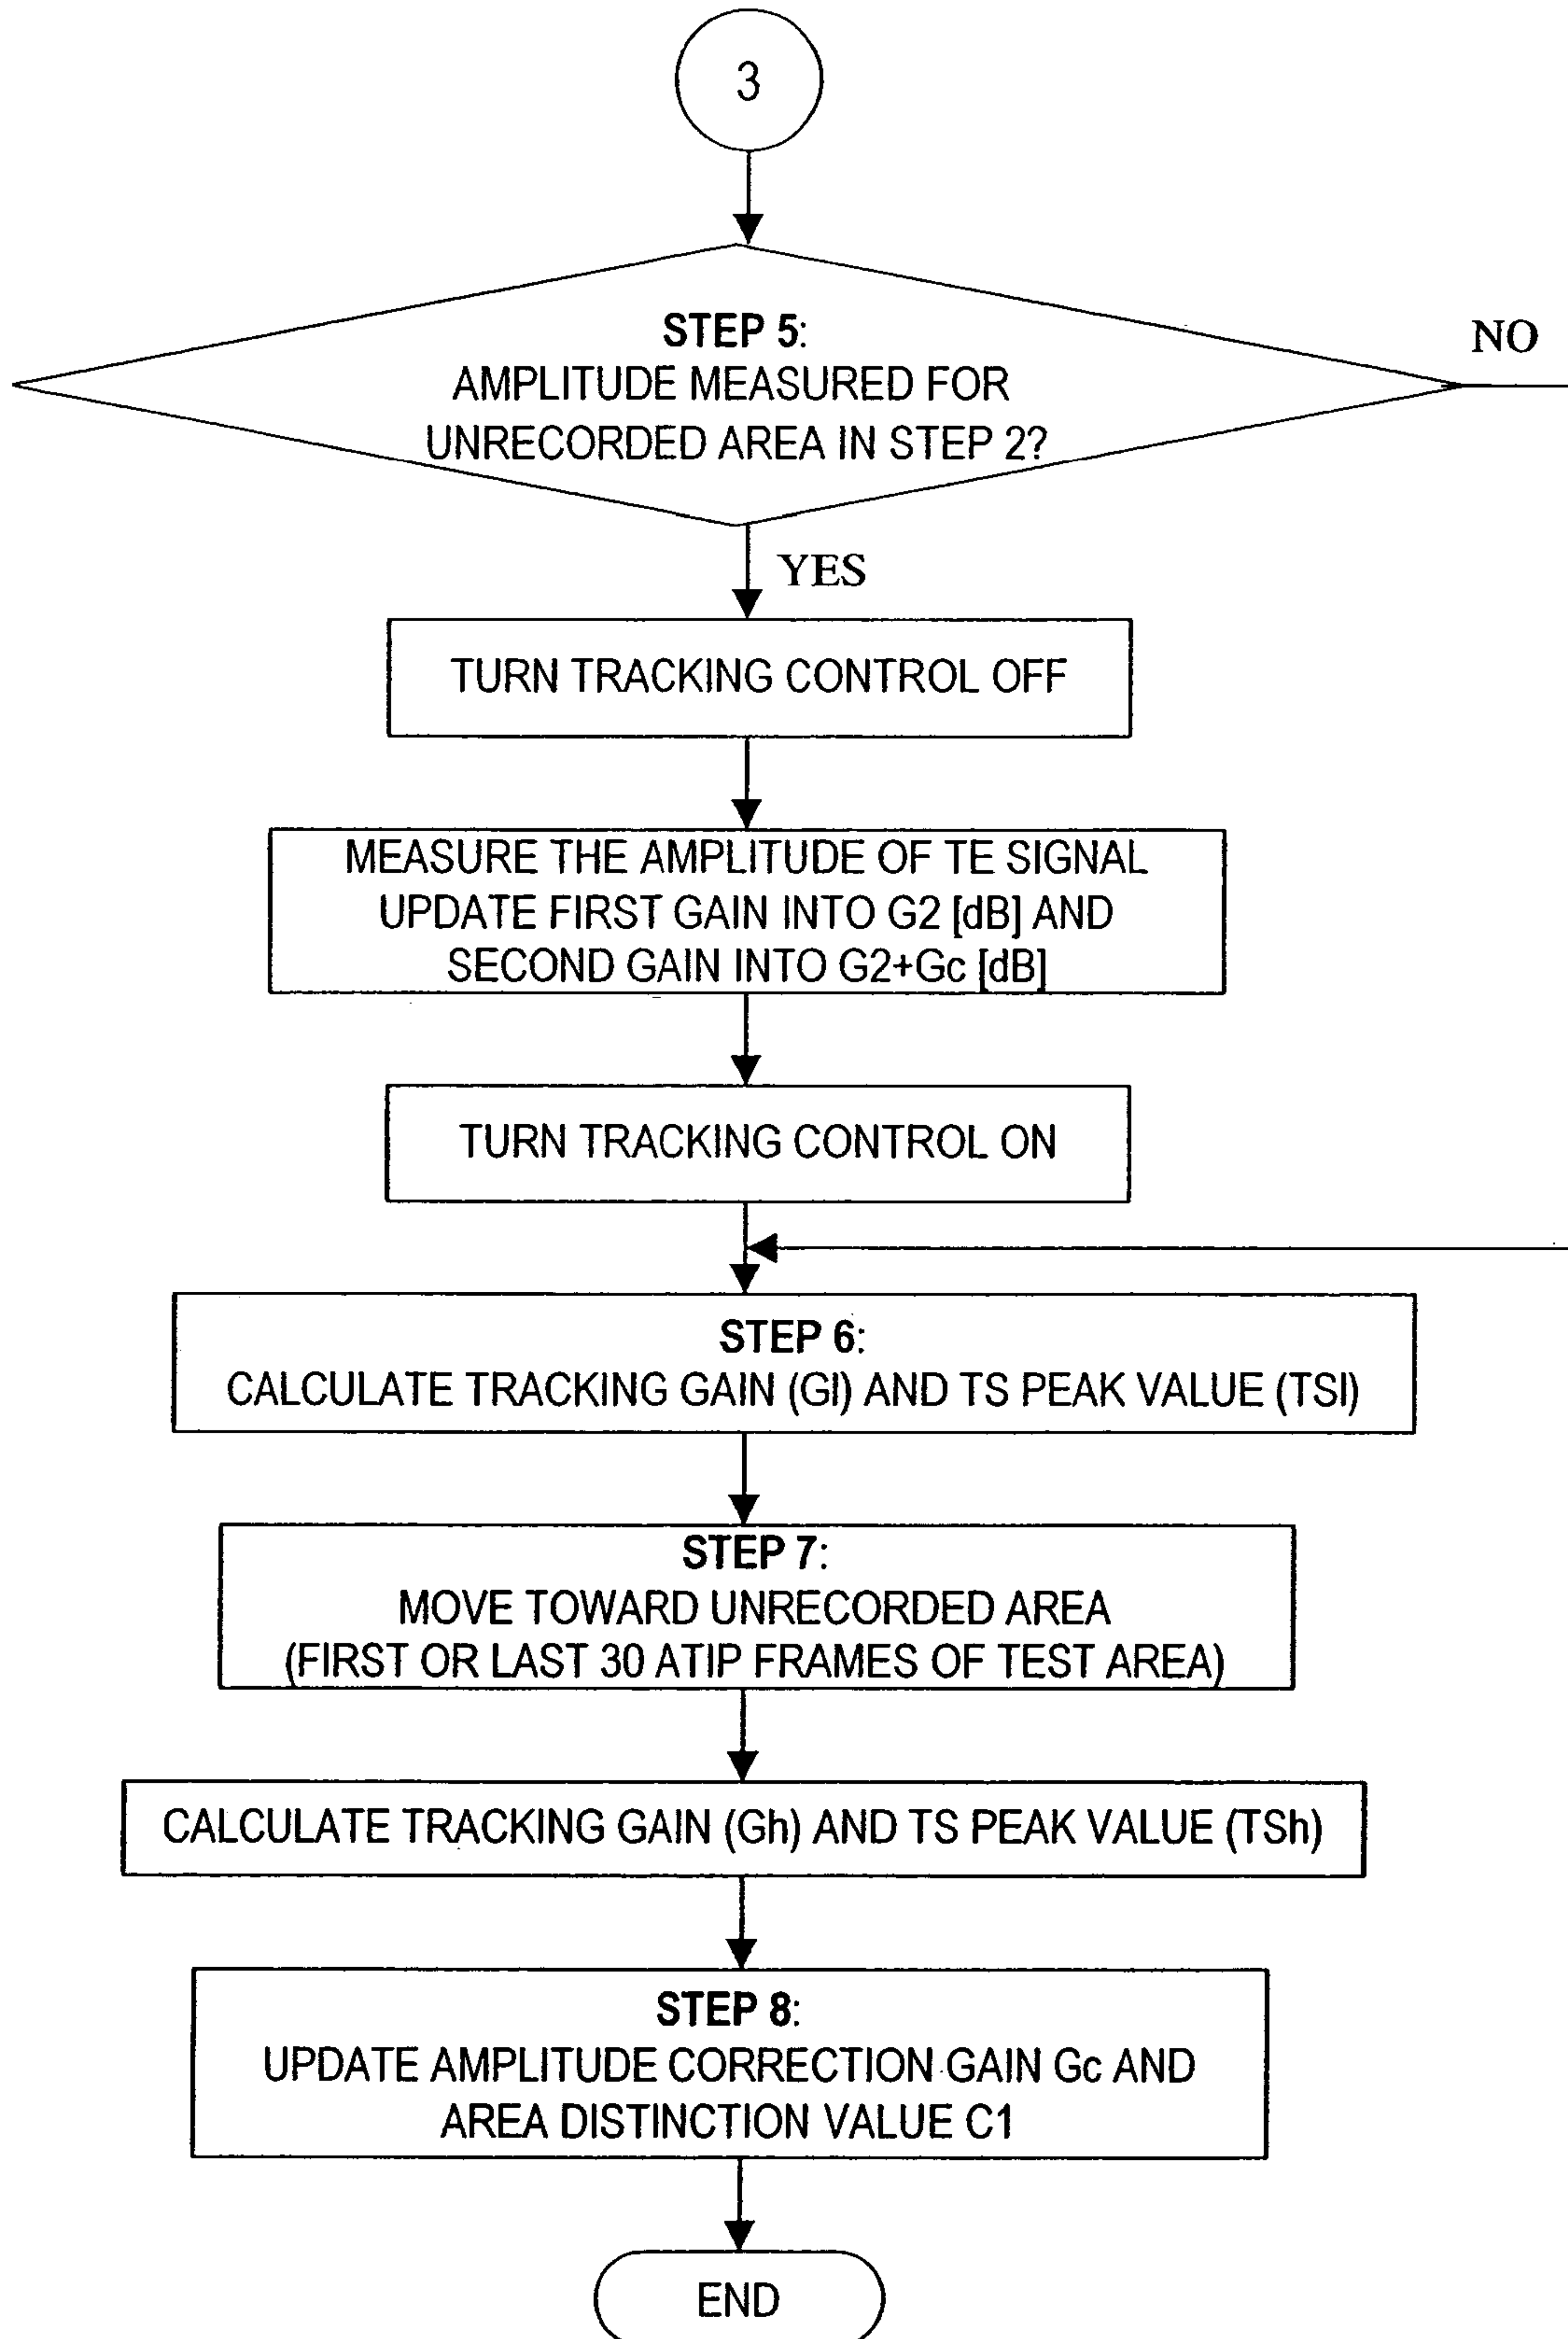 3
STEP 5:
AMPLITUDE MEASURED FOR
UNRECORDED AREA IN STEP 2?
NO
YES
TURN TRACKING CONTROL OFF
MEASURE THE AMPLITUDE OF TE SIGNAL
UPDATE FIRST GAIN INTO G2 [dB] AND
SECOND GAIN INTO G2+Gc [dB]
TURN TRACKING CONTROL ON
STEP 6:
CALCULATE TRACKING GAIN (Gl) AND TS PEAK VALUE (TSl)
STEP 7:
MOVE TOWARD UNRECORDED AREA
(FIRST OR LAST 30 ATIP FRAMES OF TEST AREA)
CALCULATE TRACKING GAIN (Gh) AND TS PEAK VALUE (TSh)
STEP 8:
UPDATE AMPLITUDE CORRECTION GAIN Gc AND
AREA DISTINCTION VALUE C1
END